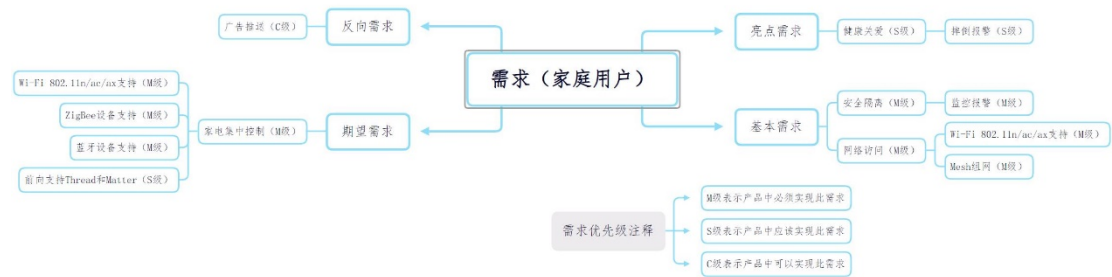 需求（家庭用户）
亮点需求
健康关爱（S级）
摔倒报警（S级）
基本需求
安全隔离（M级）
监控报警（M级）
网络访问（M级）
Wi-Fi 802.11n/ac/ax支持（M级）
Mesh组网（M级）
反向需求
广告推送（C级）
期望需求
家电集中控制（M级）
Wi-Fi 802.11n/ac/ax支持（M级）
ZigBee设备支持（M级）
蓝牙设备支持（M级）
前向支持Thread和Matter（S级）
需求优先级注释
M级表示产品中必须实现此需求
S级表示产品中应该实现此需求
C级表示产品中可以实现此需求